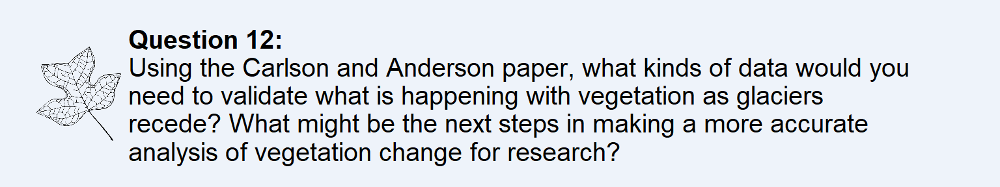 Question 12:
Using the Carlson and Anderson paper, what kinds of data would you
need to validate what is happening with vegetation as glaciers
recede? What might be the next steps in making a more accurate
analysis of vegetation change for research?